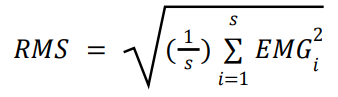 RMS = √((1/s) Σ_{i=1}^{s} EMG_i^2)